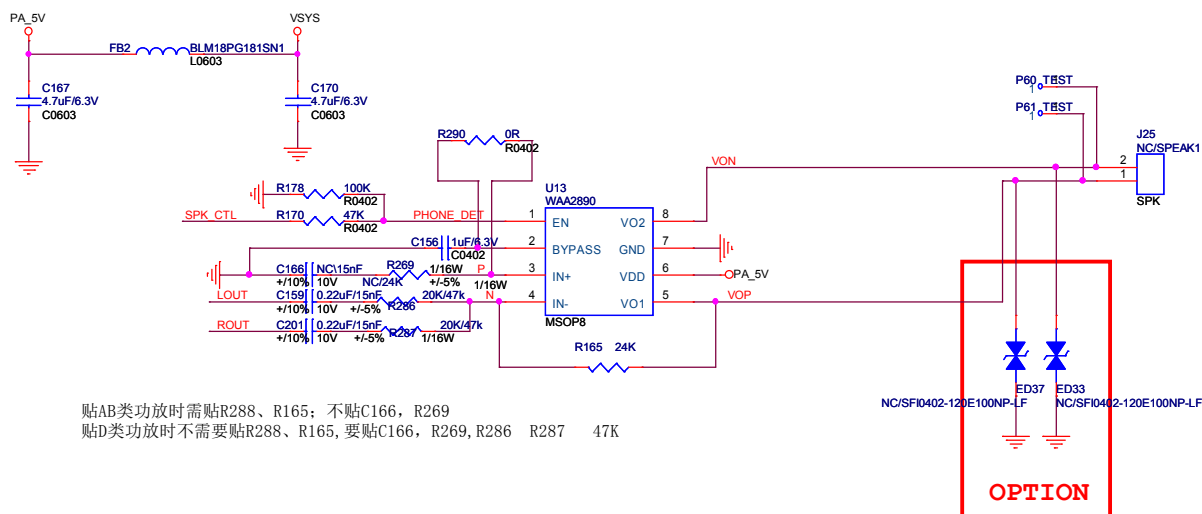 PA_5V
VSYS
FB2
BLM18PG181SN1
L0603
C167
4.7uF/6.3V
C0603
C170
4.7uF/6.3V
C0603
R290
0R
R0402
P60
TEST
1
P61
TEST
1
J25
NC/SPEAK1
2
1
SPK
VON
U13
WAA2890
R178
100K
R0402
SPK_CTL
R170
47K
R0402
PHONE_DET
1
EN
VO2
8
C156
1uF/6.3V
C0402
2
BYPASS
GND
7
C166
NC\15nF
R269
1/16W
P
3
IN+
VDD
6
PA_5V
+/10%
10V
NC/24K
+/-5%
1/16W
LOUT
C159
0.22uF/15nF
20K/47k
N
4
IN-
VO1
5
VOP
+/10%
10V
+/-5%
R286
MSOP8
ROUT
C201
0.22uF/15nF
20K/47k
+/10%
10V
+/-5%
R287
1/16W
R165
24K
ED37
ED33
NC/SFI0402-120E100NP-LF
NC/SFI0402-120E100NP-LF
贴AB类功放时需贴R288、R165；不贴C166，R269
贴D类功放时不需要贴R288、R165,要贴C166，R269,R286 R287 47K
OPTION